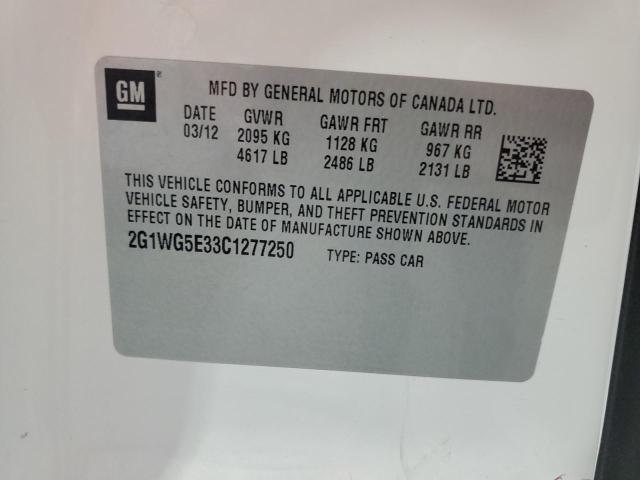 GM
MFD BY GENERAL MOTORS OF CANADA LTD.
DATE GVWR GAWR FRT GAWR RR
03/12 2095 KG 1128 KG 967 KG
4617 LB 2486 LB 2131 LB
THIS VEHICLE CONFORMS TO ALL APPLICABLE U.S. FEDERAL MOTOR
VEHICLE SAFETY, BUMPER, AND THEFT PREVENTION STANDARDS IN
EFFECT ON THE DATE OF MANUFACTURE SHOWN ABOVE.
2G1WG5E33C1277250 TYPE: PASS CAR